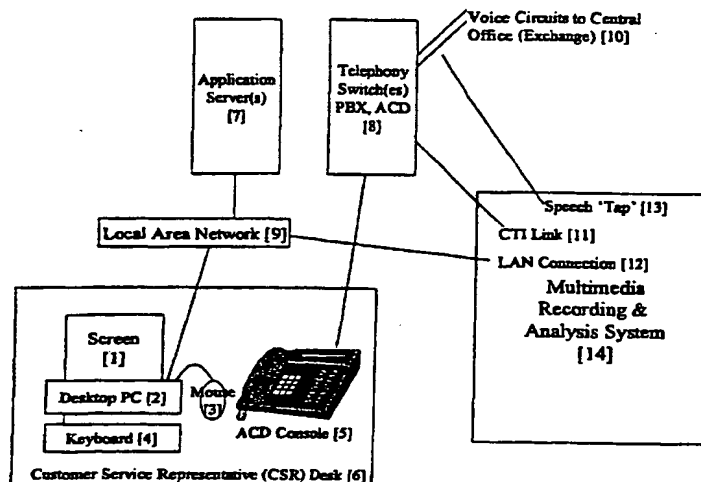 Voice Circuits to Central
Office (Exchange) [10]
Application
Server(s)
[7]
Telephony
Switch(es)
PBX, ACD
[8]
Speech "Tap" [13]
CTI Link [11]
LAN Connection [12]
Multimedia
Recording &
Analysis System
[14]
Local Area Network [9]
Screen
[1]
Desktop PC [2]
Mouse
[3]
Keyboard [4]
ACD Console [5]
Customer Service Representative (CSR) Desk [6]